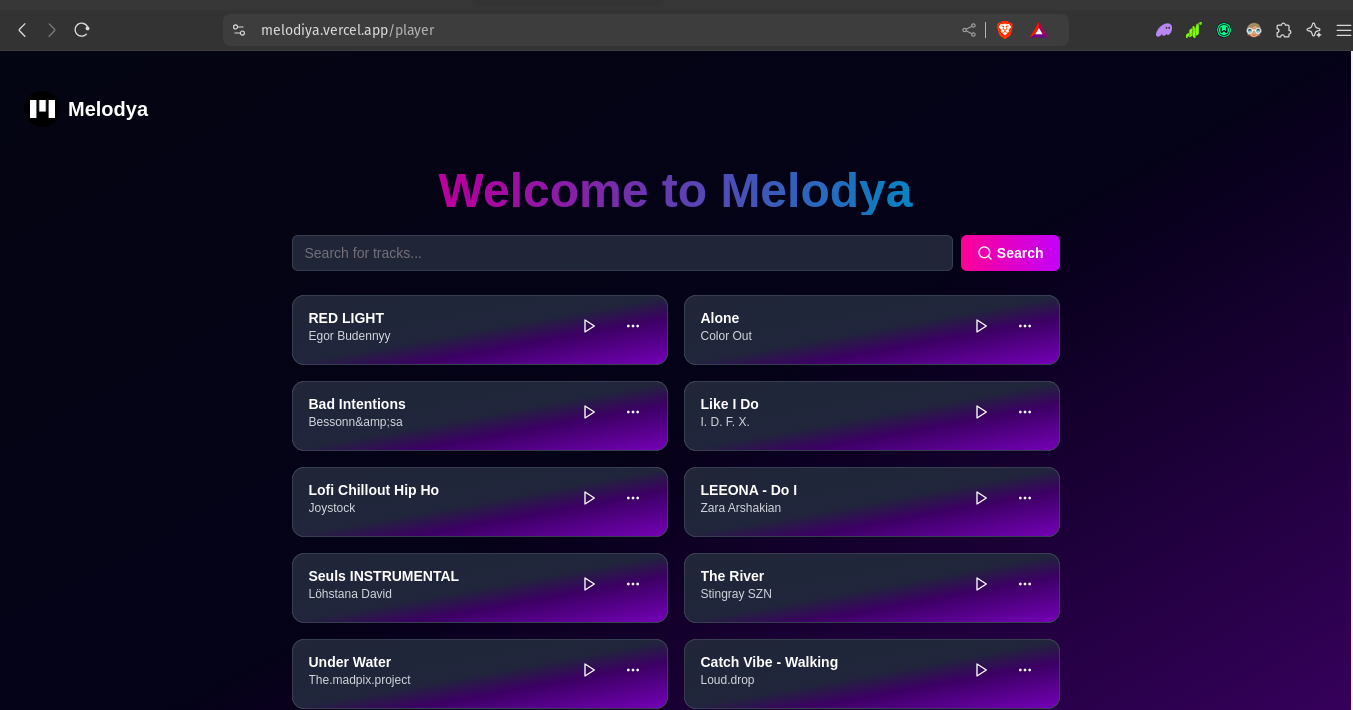 melodiya.vercel.app/player
Melodya
Welcome to Melodya
Search for tracks...
Search
RED LIGHT
Egor Budennyy
Alone
Color Out
Bad Intentions
Bessonn&amp;sa
Like I Do
I. D. F. X.
Lofi Chillout Hip Ho
Joystock
LEEONA - Do I
Zara Arshakian
Seuls INSTRUMENTAL
Löhstana David
The River
Stingray SZN
Under Water
The.madpix.project
Catch Vibe - Walking
Loud.drop